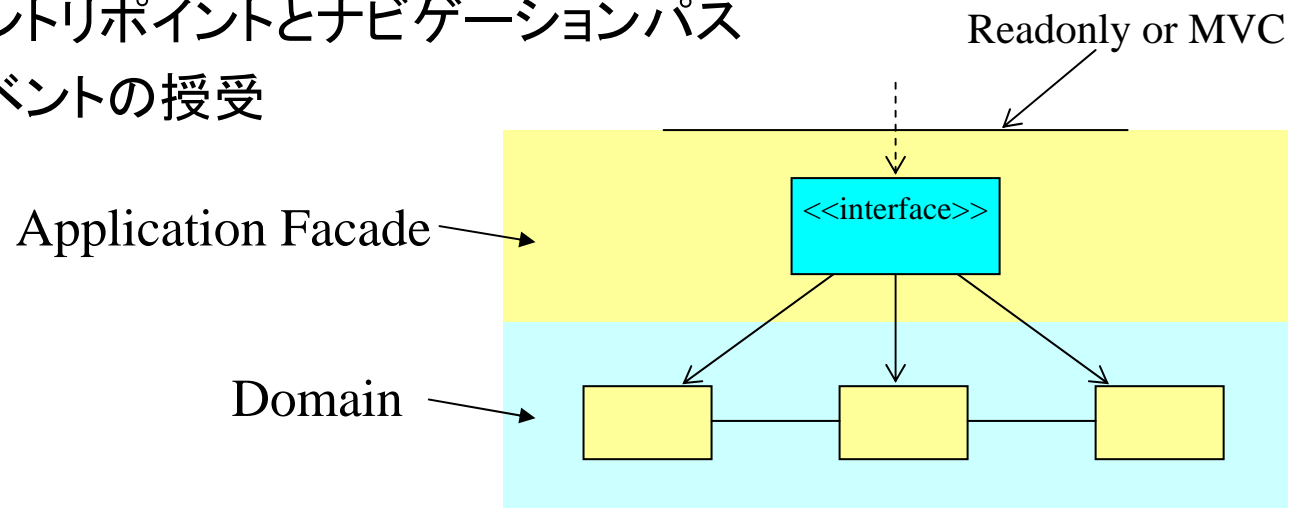 ントリポイントとナビゲーションパス
ベントの授受
Readonly or MVC
Application Facade
<<interface>>
Domain